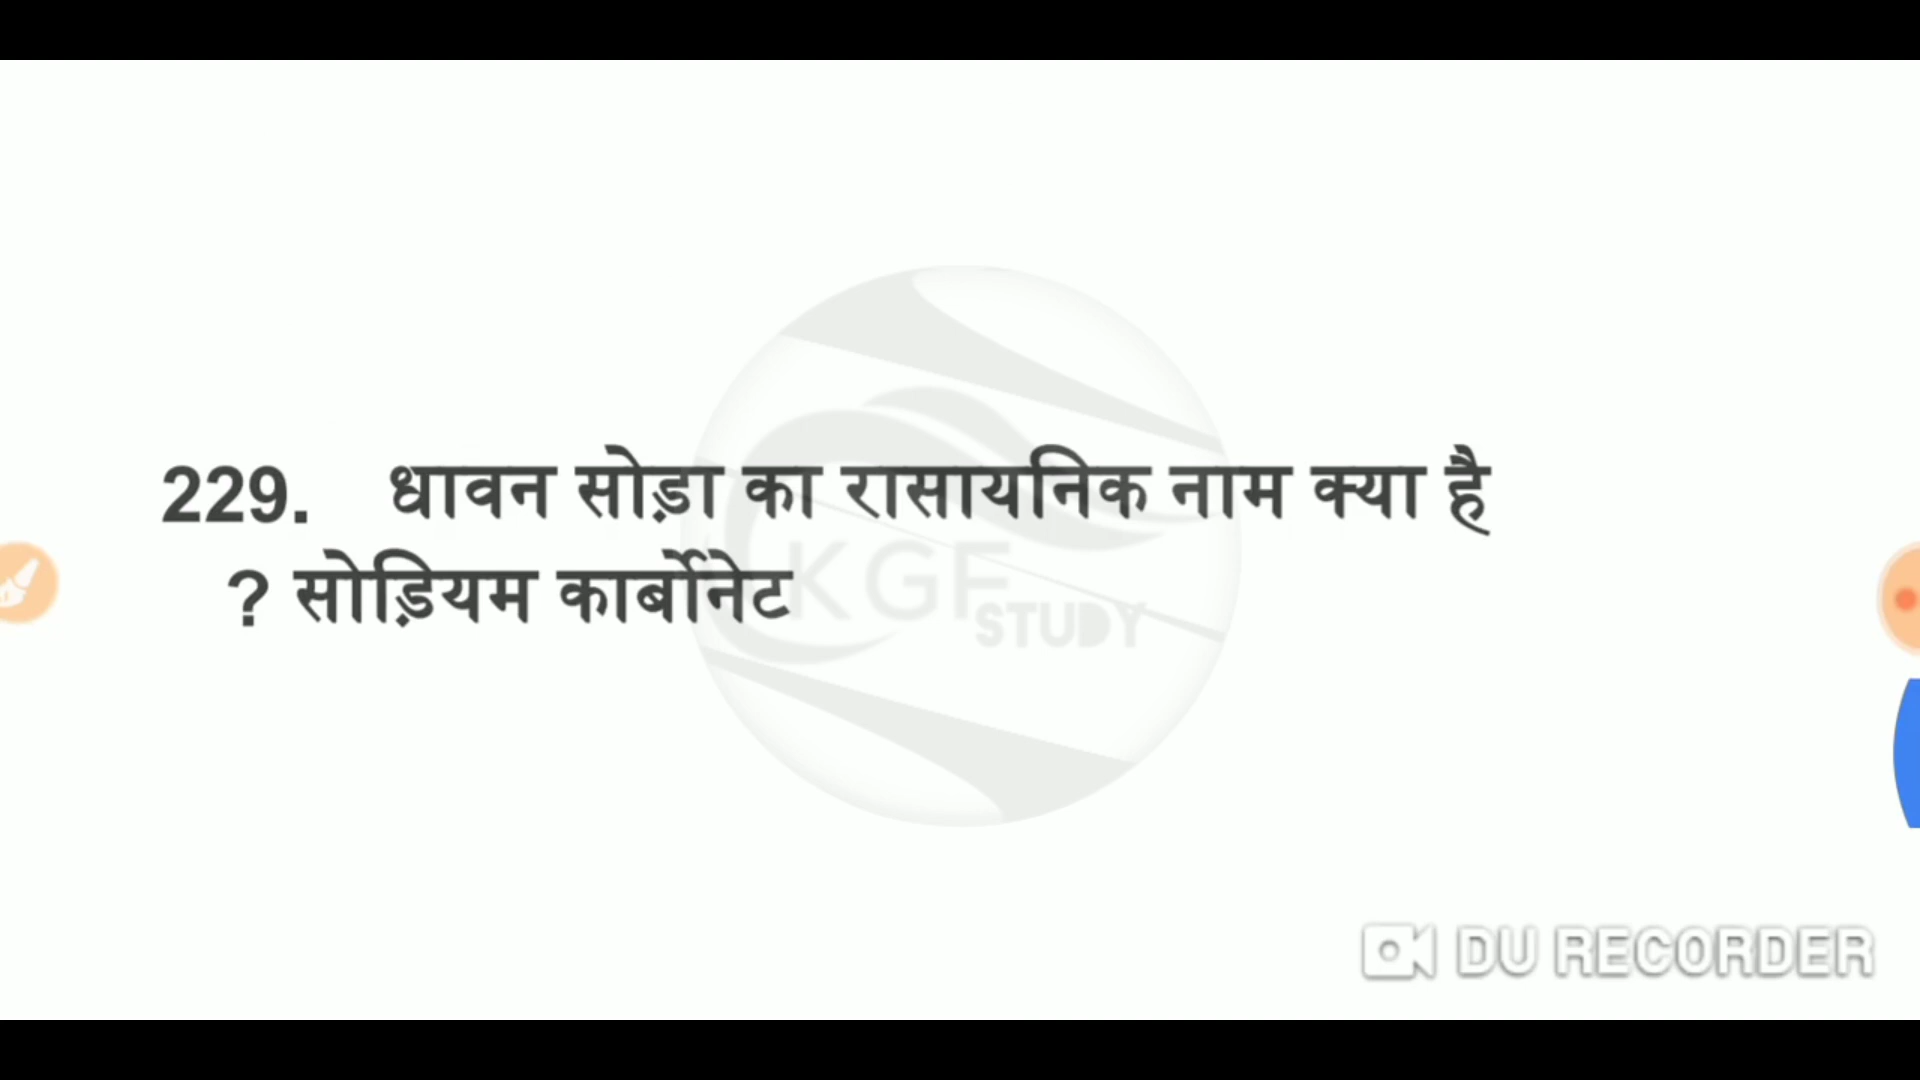 229. धावन सोड़ा का रासायनिक नाम क्या है
? सोड़ियम कार्बोनेट
KGF
STUDY
DU RECORDER